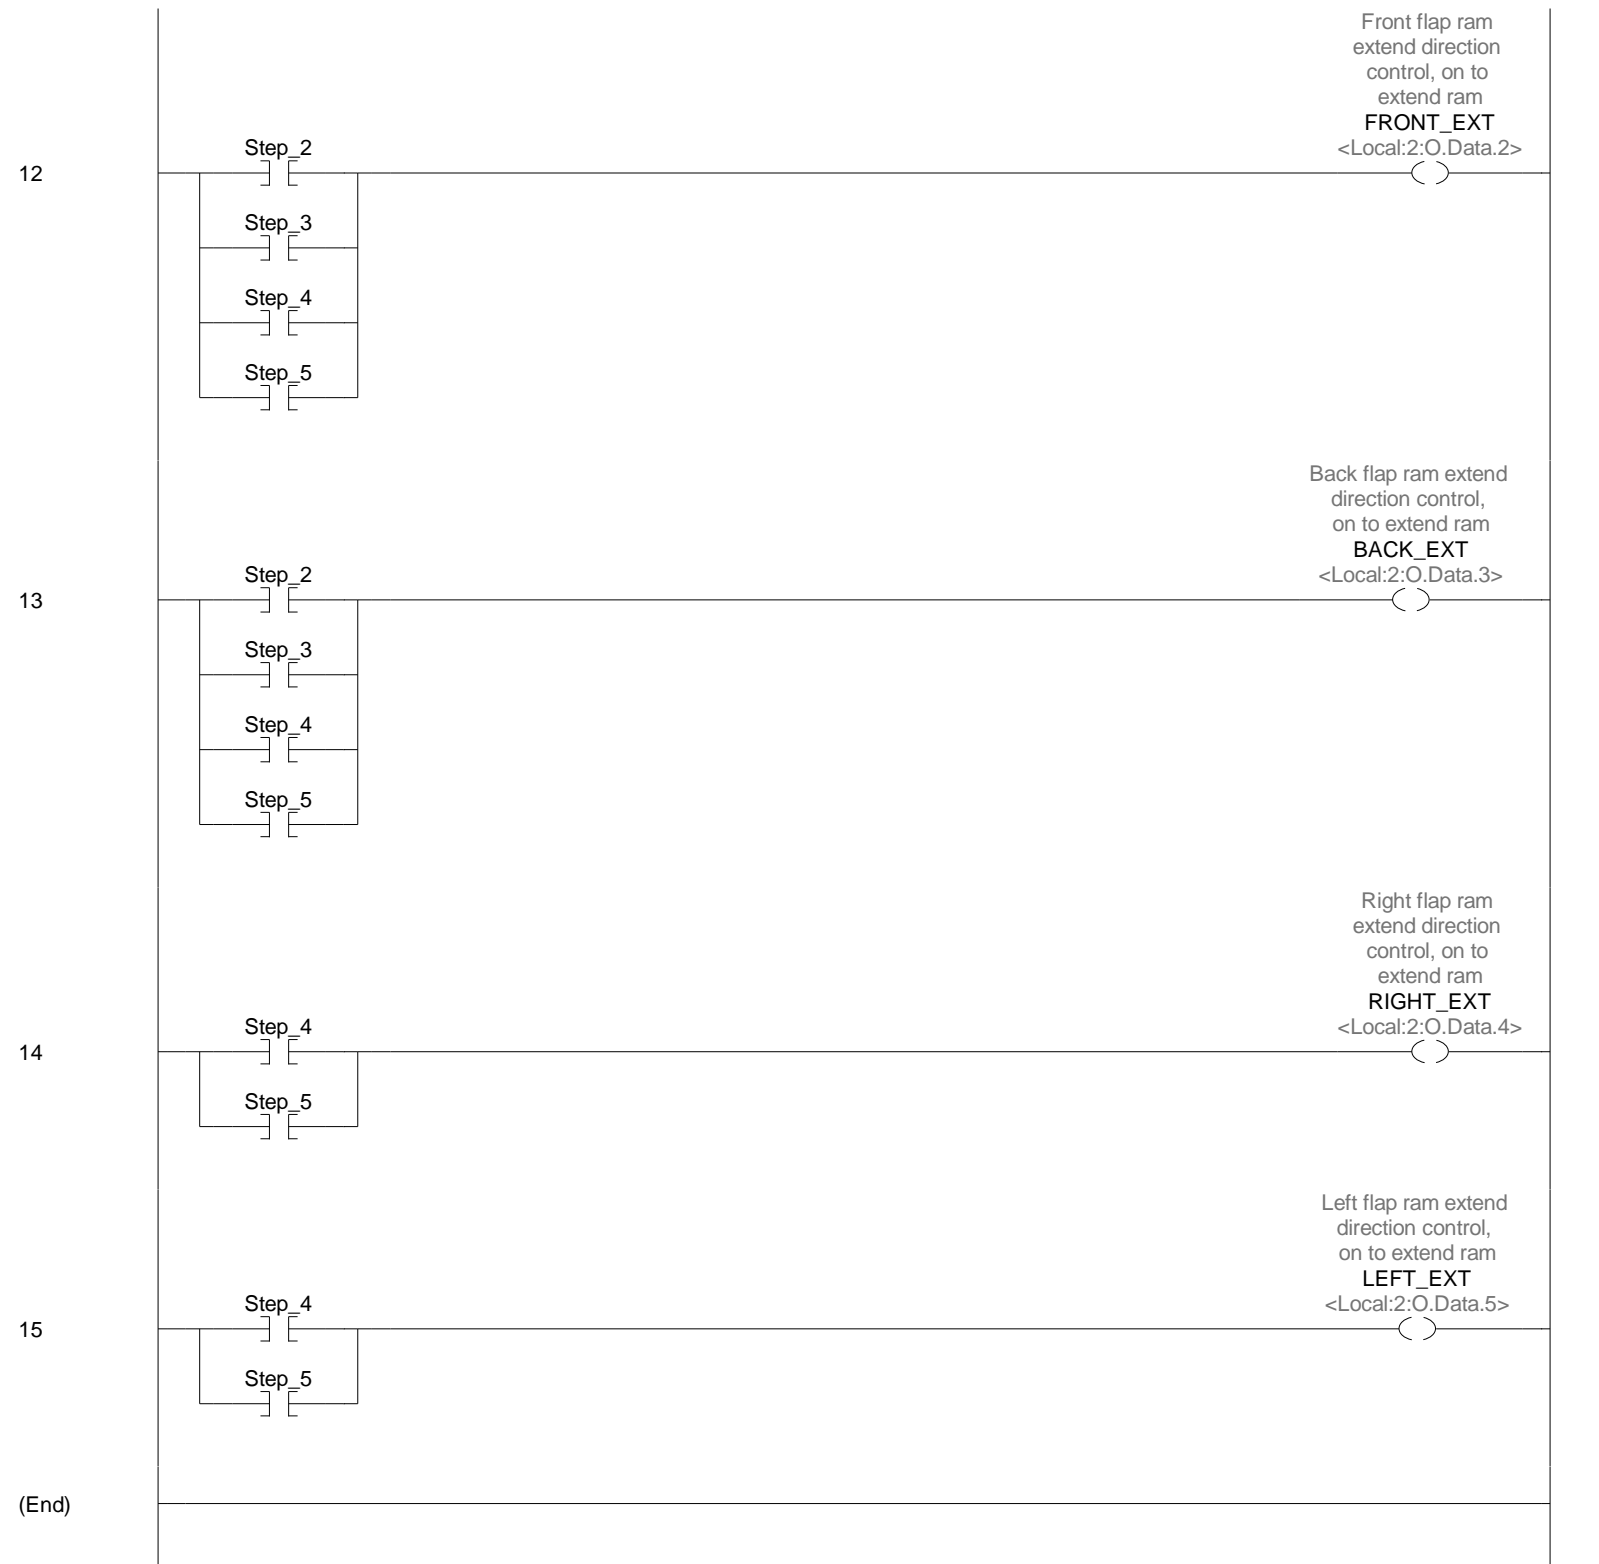 Front flap ram
extend direction
control, on to
extend ram
FRONT_EXT
<Local:2:O.Data.2>
Step_2
12
Step_3
Step_4
Step_5
Back flap ram extend
direction control,
on to extend ram
BACK_EXT
<Local:2:O.Data.3>
Step_2
13
Step_3
Step_4
Step_5
Right flap ram
extend direction
control, on to
extend ram
RIGHT_EXT
<Local:2:O.Data.4>
Step_4
14
Step_5
Left flap ram extend
direction control,
on to extend ram
LEFT_EXT
<Local:2:O.Data.5>
Step_4
15
Step_5
(End)